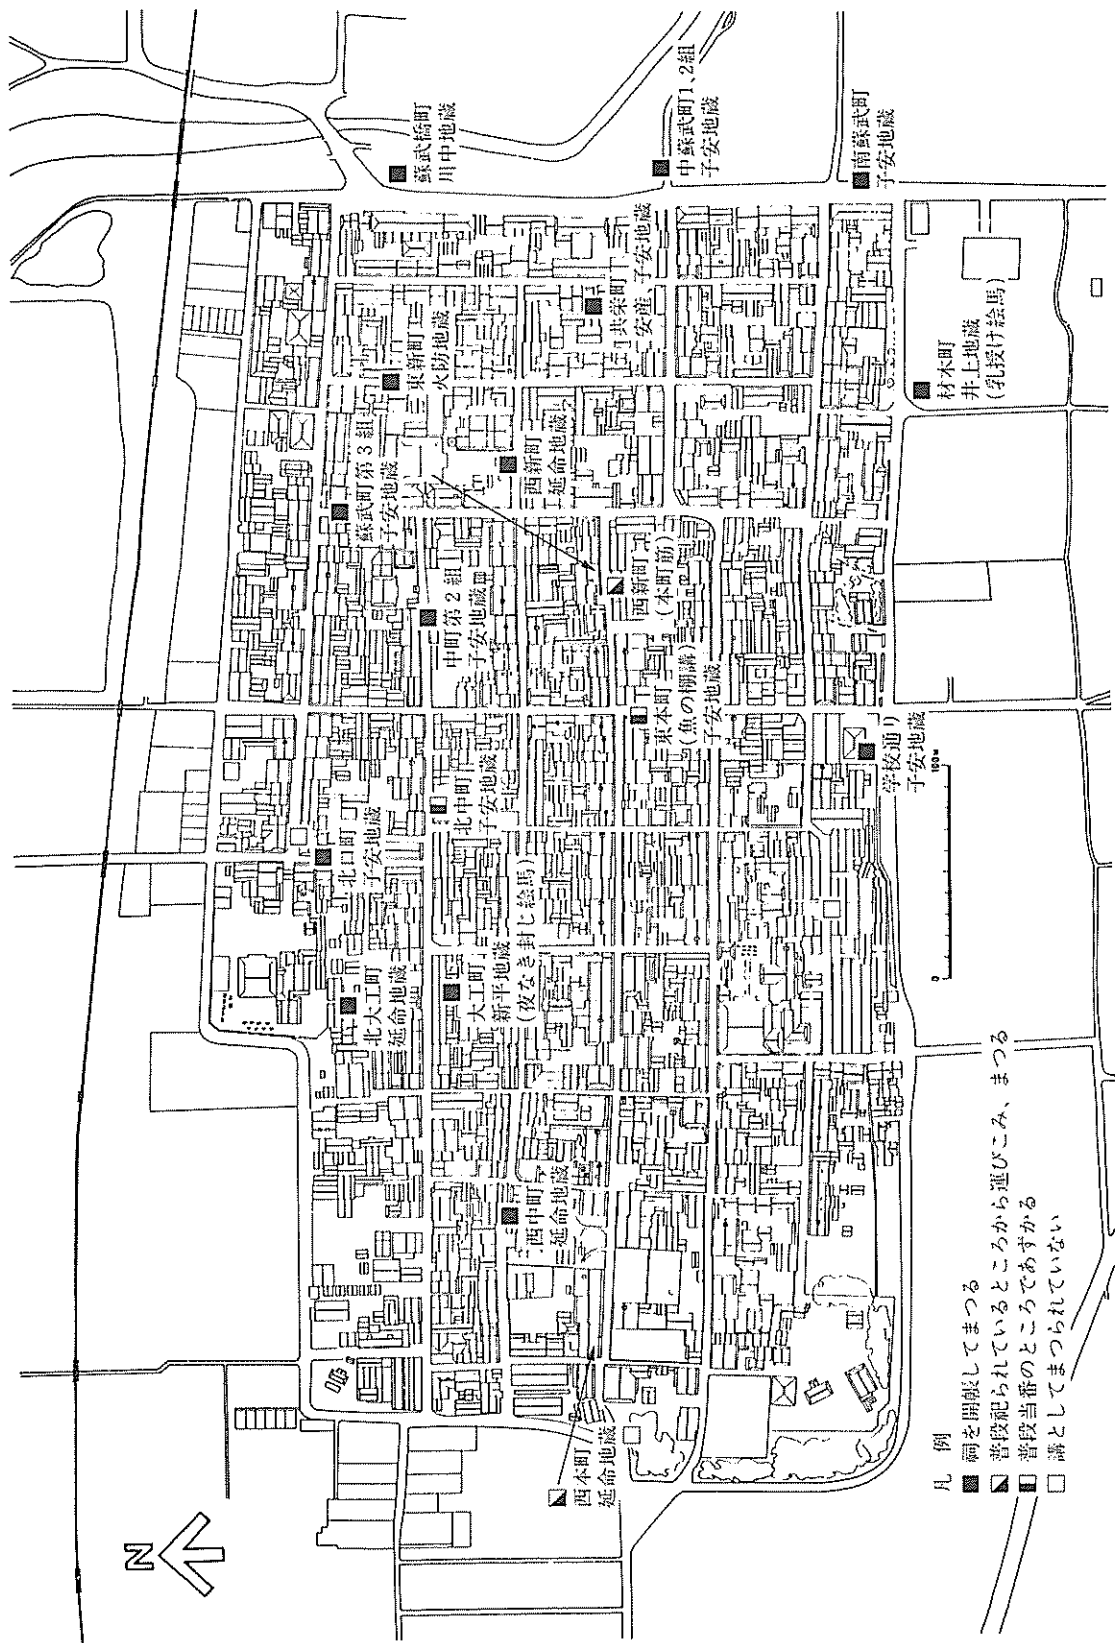 N
蘇武橋町
川中地蔵
中蘇武町1、2組
子安地蔵
南蘇武町
子安地蔵
共栄町
安産 子安地蔵
東新町
火防地蔵
材木町
井上地蔵
(乳授け絵馬)
西新町
延命地蔵
蘇武町第3組
子安地蔵
西新町
(本町筋)
中町第2組
子安地蔵
東本町
(魚の棚講)
子安地蔵
学校通り
子安地蔵
北中町
子安地蔵
北口町
子安地蔵
大工町
新平地蔵
(夜なき封じ絵馬)
北大工町
延命地蔵
西中町
延命地蔵
西本町
延命地蔵
0 100M
凡 例
祠を開帳してまつる
普段祀られているところから運びこみ、まつる
普段当番のところであずかる
講としてまつられていない